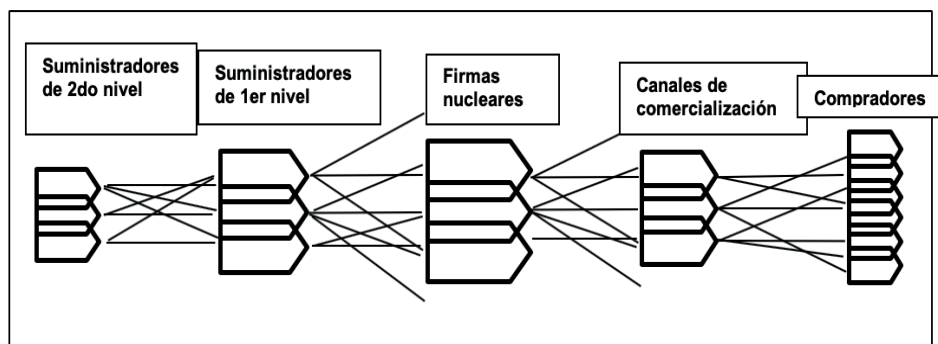 Suministradores
de 2do nivel
Suministradores
de 1er nivel
Firmas
nucleares
Canales de
comercialización
Compradores